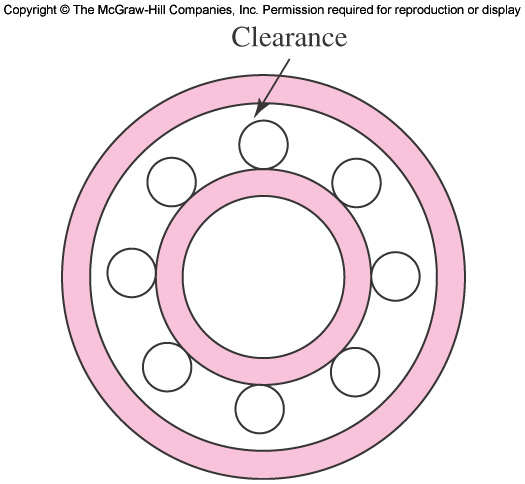 Copyright © The McGraw-Hill Companies, Inc. Permission required for reproduction or display
Clearance